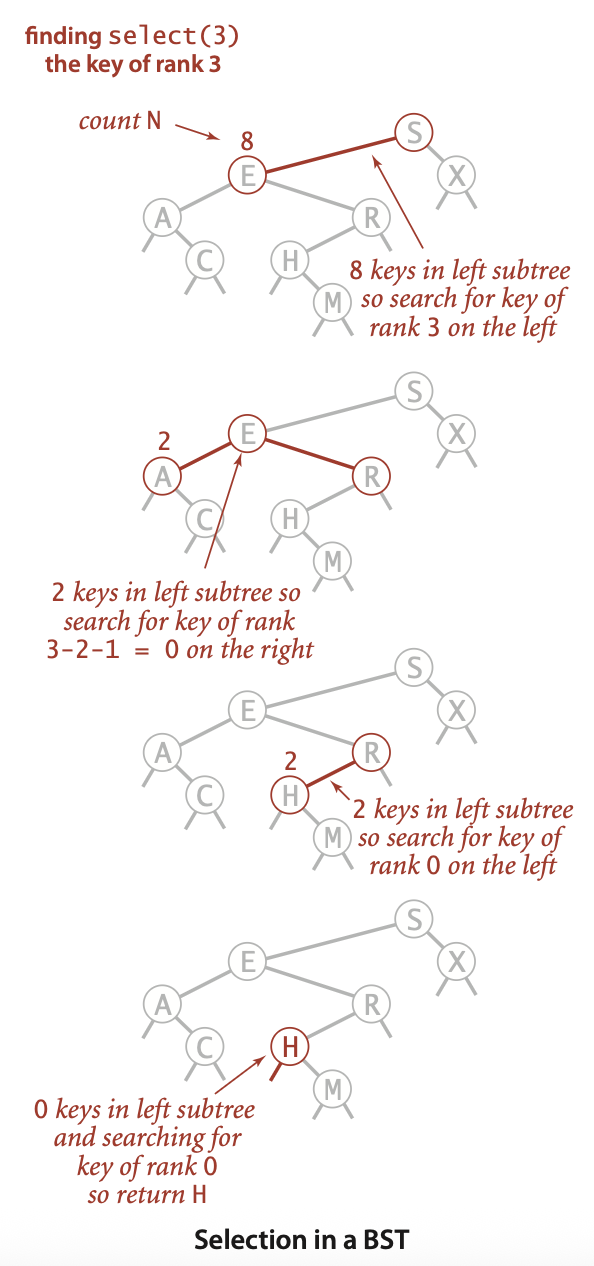 finding select(3)
the key of rank 3
count N
8
S
E
X
A
R
C
H
M
8 keys in left subtree
so search for key of
rank 3 on the left
S
E
X
2
A
R
C
H
M
2 keys in left subtree so
search for key of rank
3-2-1 = 0 on the right
S
E
X
A
R
2
C
H
M
2 keys in left subtree
so search for key of
rank 0 on the left
S
E
X
A
R
C
H
M
0 keys in left subtree
and searching for
key of rank 0
so return H
Selection in a BST